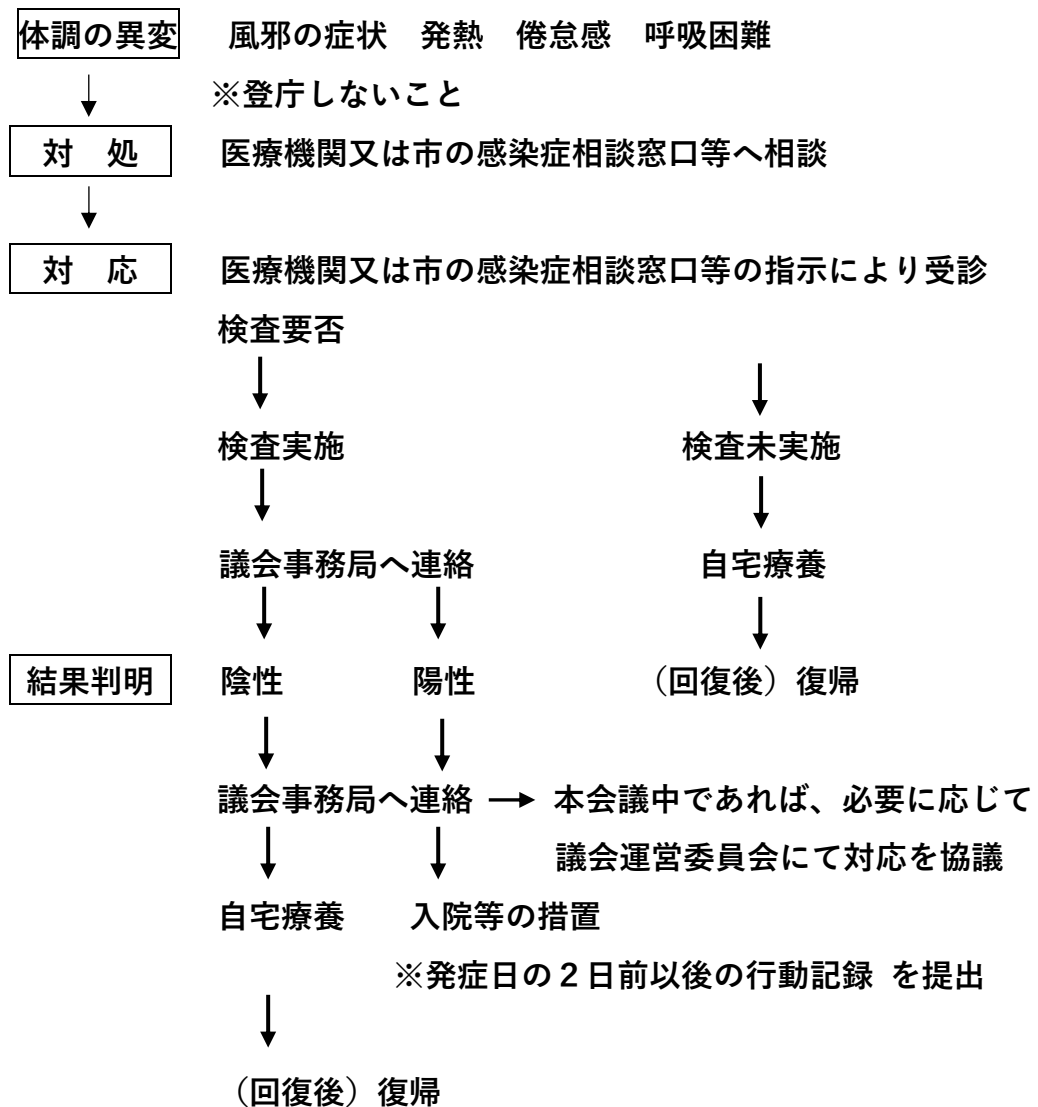 体調の異変　風邪の症状　発熱　倦怠感　呼吸困難
※登庁しないこと
対　処　医療機関又は市の感染症相談窓口等へ相談
対　応　医療機関又は市の感染症相談窓口等の指示により受診
検査要否
検査実施　検査未実施
議会事務局へ連絡　自宅療養
結果判明　陰性　陽性　（回復後）復帰
議会事務局へ連絡　本会議中であれば、必要に応じて
議会運営委員会にて対応を協議
自宅療養　入院等の措置
※発症日の２日前以後の行動記録 を提出
（回復後）復帰